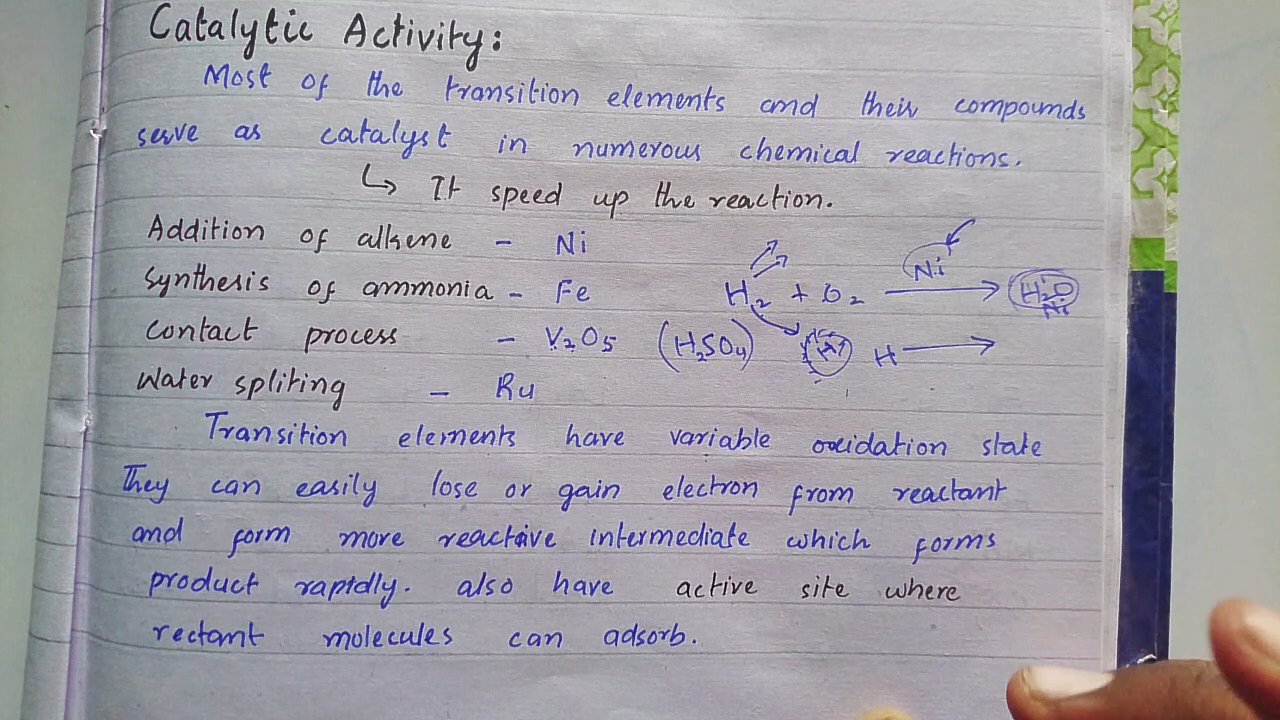 Catalytic Activity:
Most of the transition elements and their compounds
serve as catalyst in numerous chemical reactions.
↳ It speed up the reaction.
Addition of alkene - Ni
Synthesis of ammonia - Fe
H₂ + O₂ Ni → H₂O
Ni
Contact process - V₂O₅ (H₂SO₄)
H H →
Water spliting - Ru
Transition elements have variable oxidation state
They can easily lose or gain electron from reactant
and form more reactive intermediate which forms
product raptdly. also have active site where
rectant molecules can adsorb.